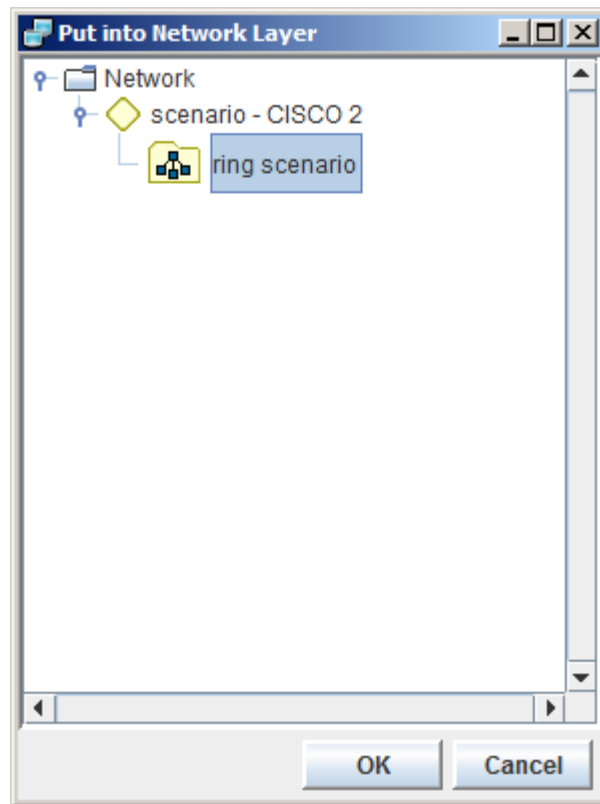 Put into Network Layer
Network
scenario - CISCO 2
ring scenario
OK
Cancel